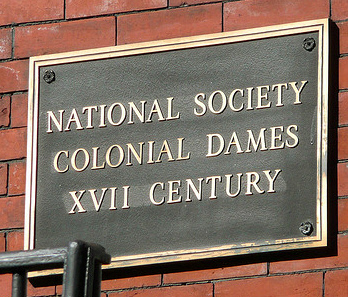 NATIONAL SOCIETY
COLONIAL DAMES
XVII CENTURY